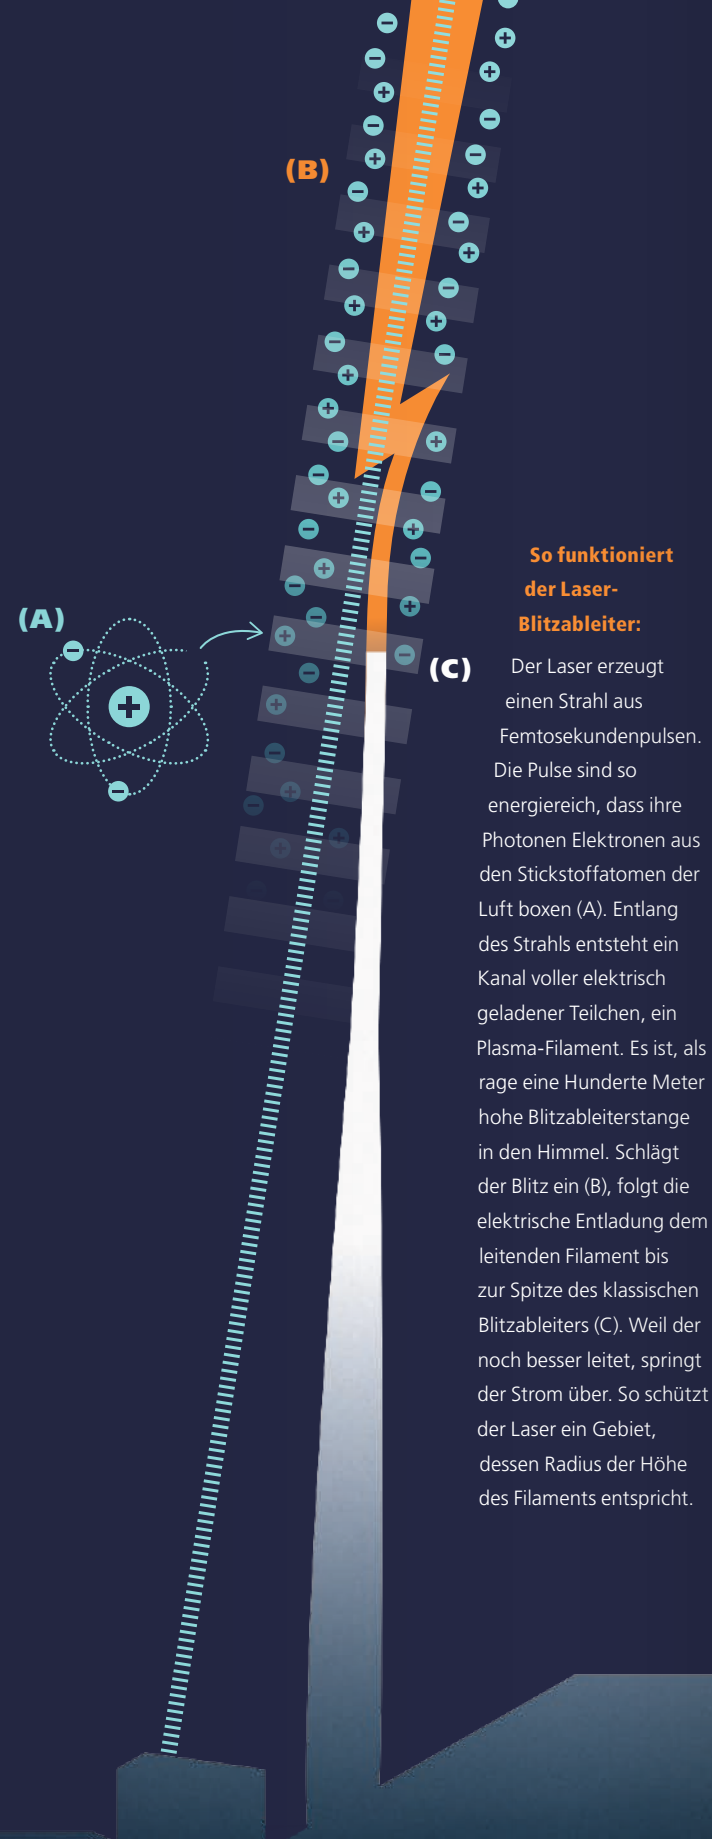 (B)
(A)
(C)
So funktioniert
der Laser-
Blitzableiter:
Der Laser erzeugt
einen Strahl aus
Femtosekundenpulsen.
Die Pulse sind so
energiereich, dass ihre
Photonen Elektronen aus
den Stickstoffatomen der
Luft boxen (A). Entlang
des Strahls entsteht ein
Kanal voller elektrisch
geladener Teilchen, ein
Plasma-Filament. Es ist, als
rage eine Hunderte Meter
hohe Blitzableiterstange
in den Himmel. Schlägt
der Blitz ein (B), folgt die
elektrische Entladung dem
leitenden Filament bis
zur Spitze des klassischen
Blitzableiters (C). Weil der
noch besser leitet, springt
der Strom über. So schützt
der Laser ein Gebiet,
dessen Radius der Höhe
des Filaments entspricht.